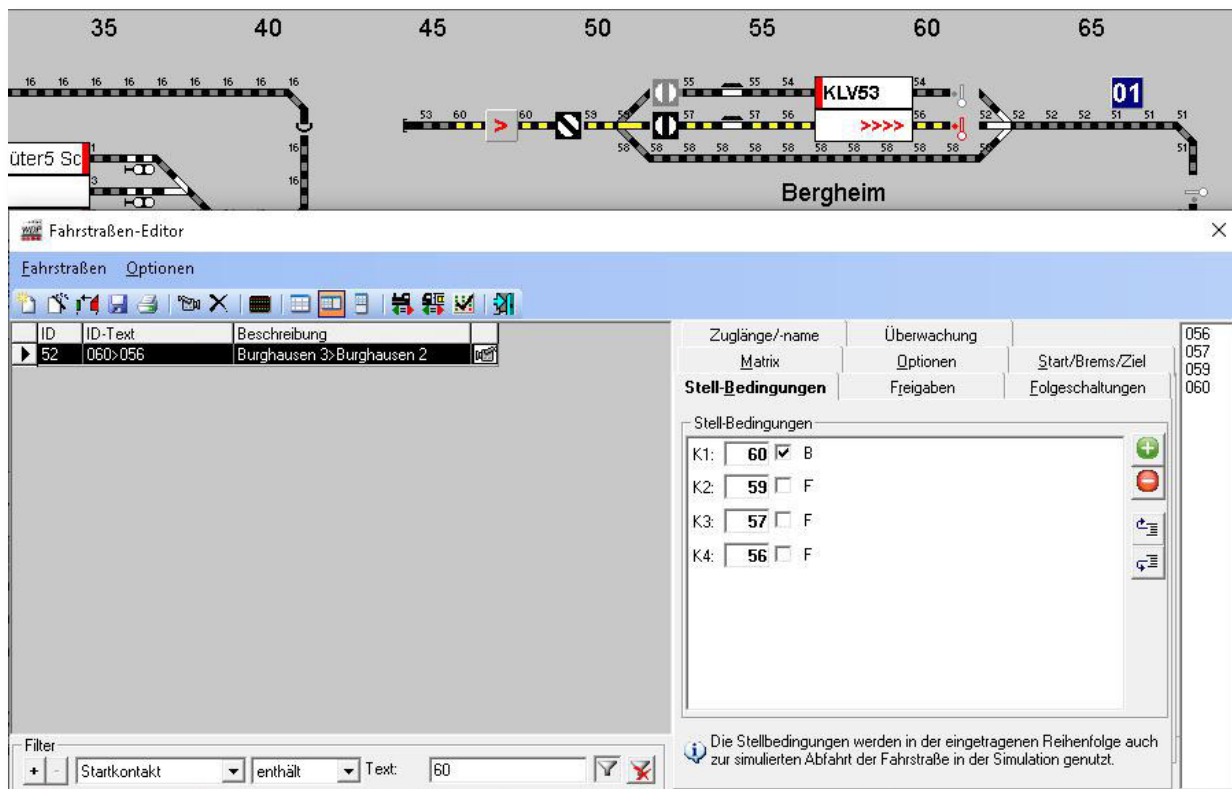 35 40 45 50 55 60 65
16 16 16 16 16 16 16 16 16
55 55 54 KLV53 54 01
53 60 > 60 59 59 57 57 56 >>>> 56 52 52 52 52 51 51 51
58 58 58 58 58 58 58 58 58 58 58
51
16
16
üter5 Sc 1
3
Bergheim
WDP Fahrstraßen-Editor
Fahrstraßen Optionen
ID ID-Text Beschreibung
52 060>056 Burghausen 3>Burghausen 2
Zuglänge/-name Überwachung
Matrix Optionen Start/Brems/Ziel
Stell-Bedingungen Freigaben Folgeschaltungen
056
057
059
060
Stell-Bedingungen
K1: 60 B
K2: 59 F
K3: 57 F
K4: 56 F
Die Stellbedingungen werden in der eingetragenen Reihenfolge auch
zur simulierten Abfahrt der Fahrstraße in der Simulation genutzt.
Filter
+ - Startkontakt enthält Text: 60